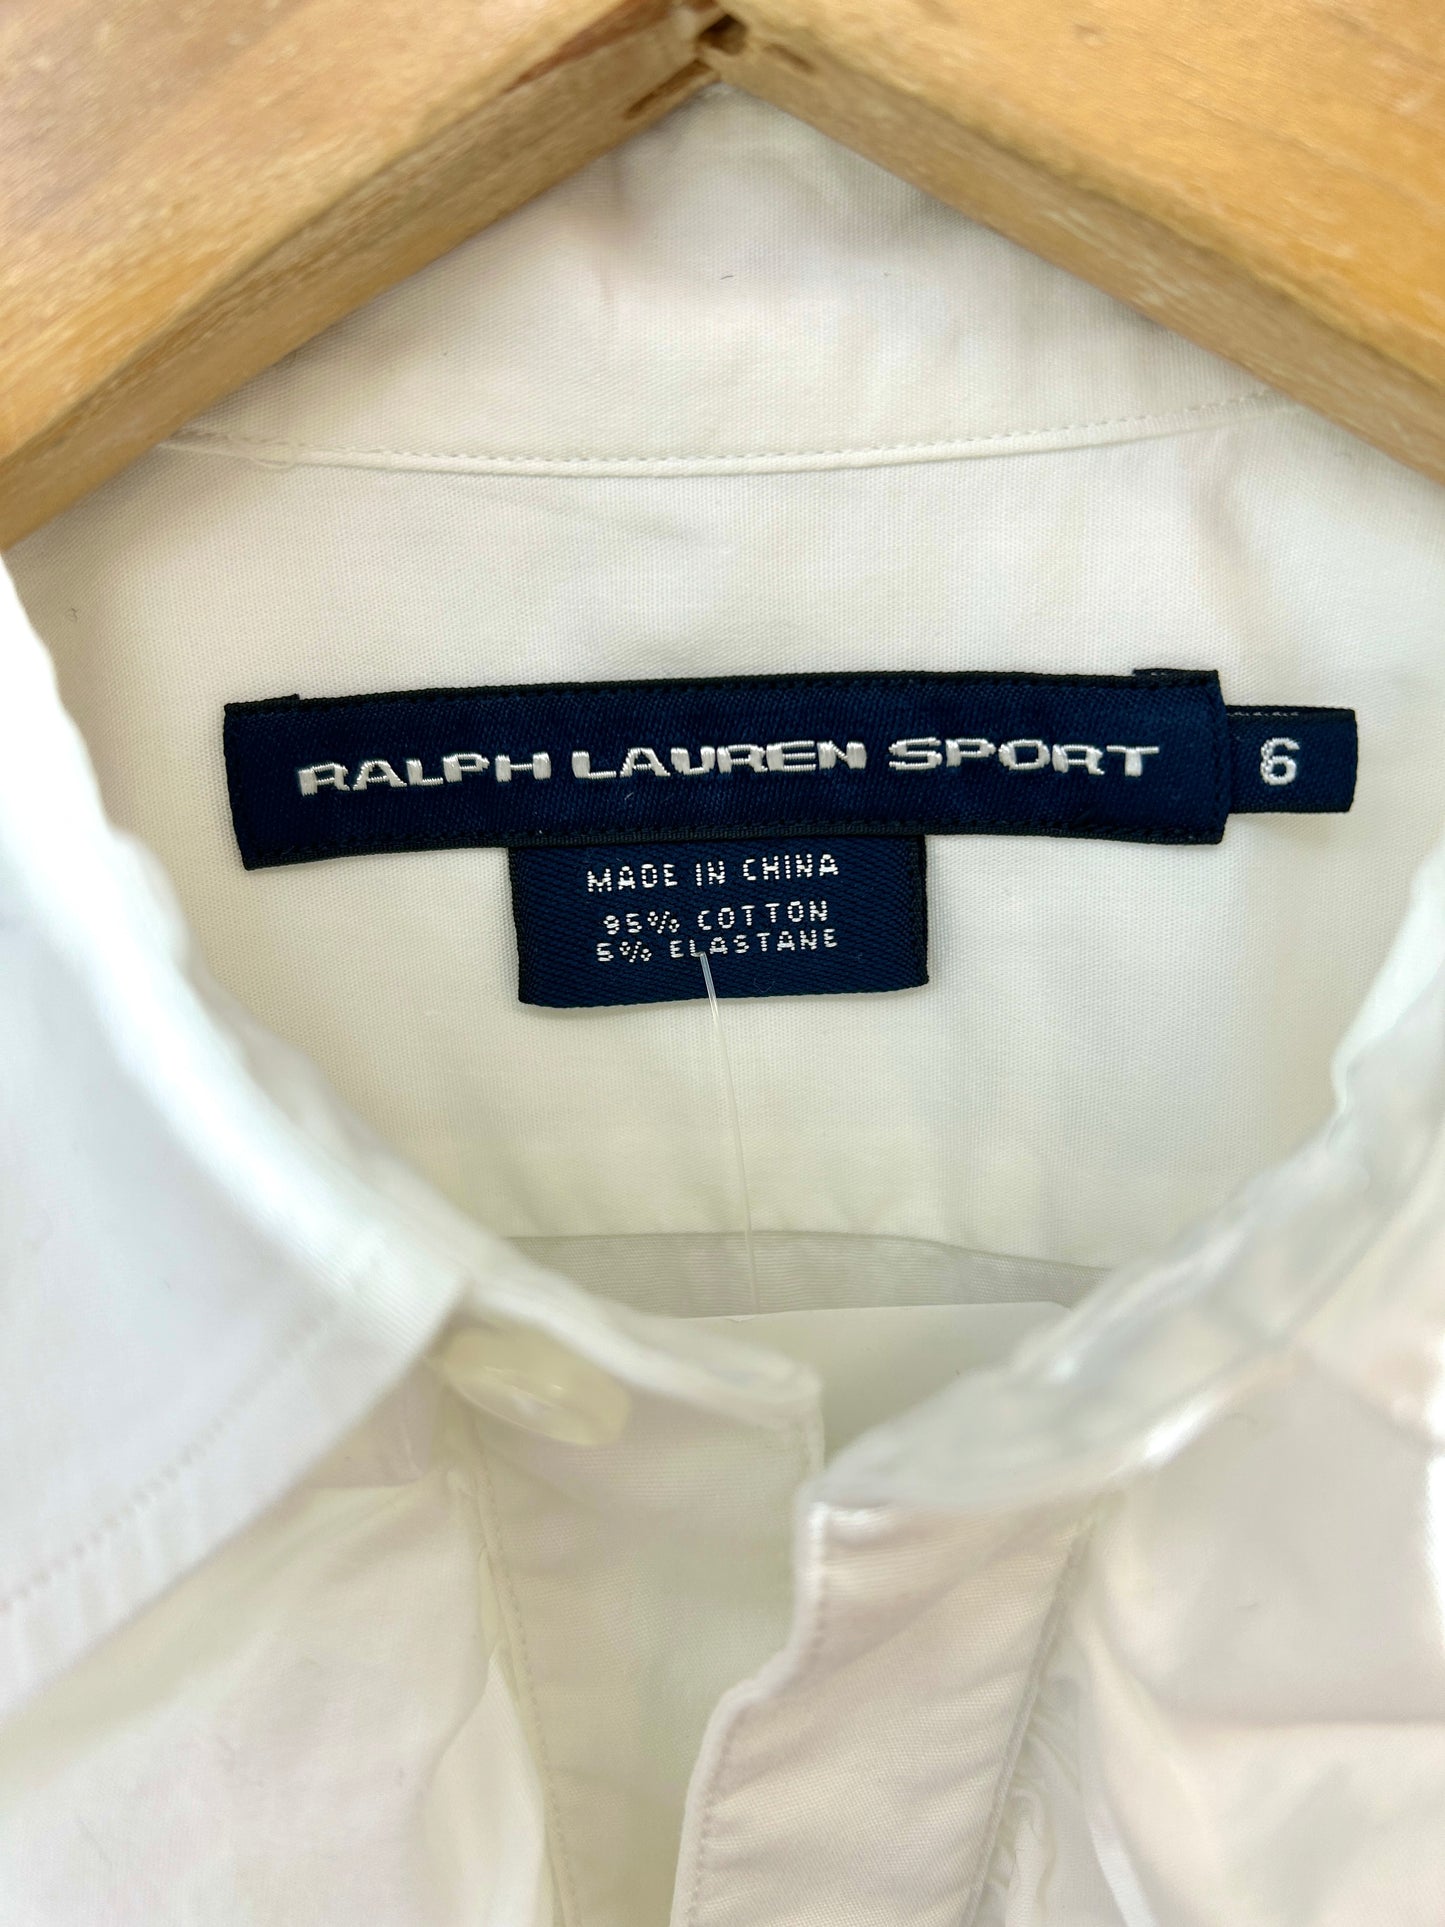 RALPH LAUREN SPORT
6
MADE IN CHINA
95% COTTON
5% ELASTANE